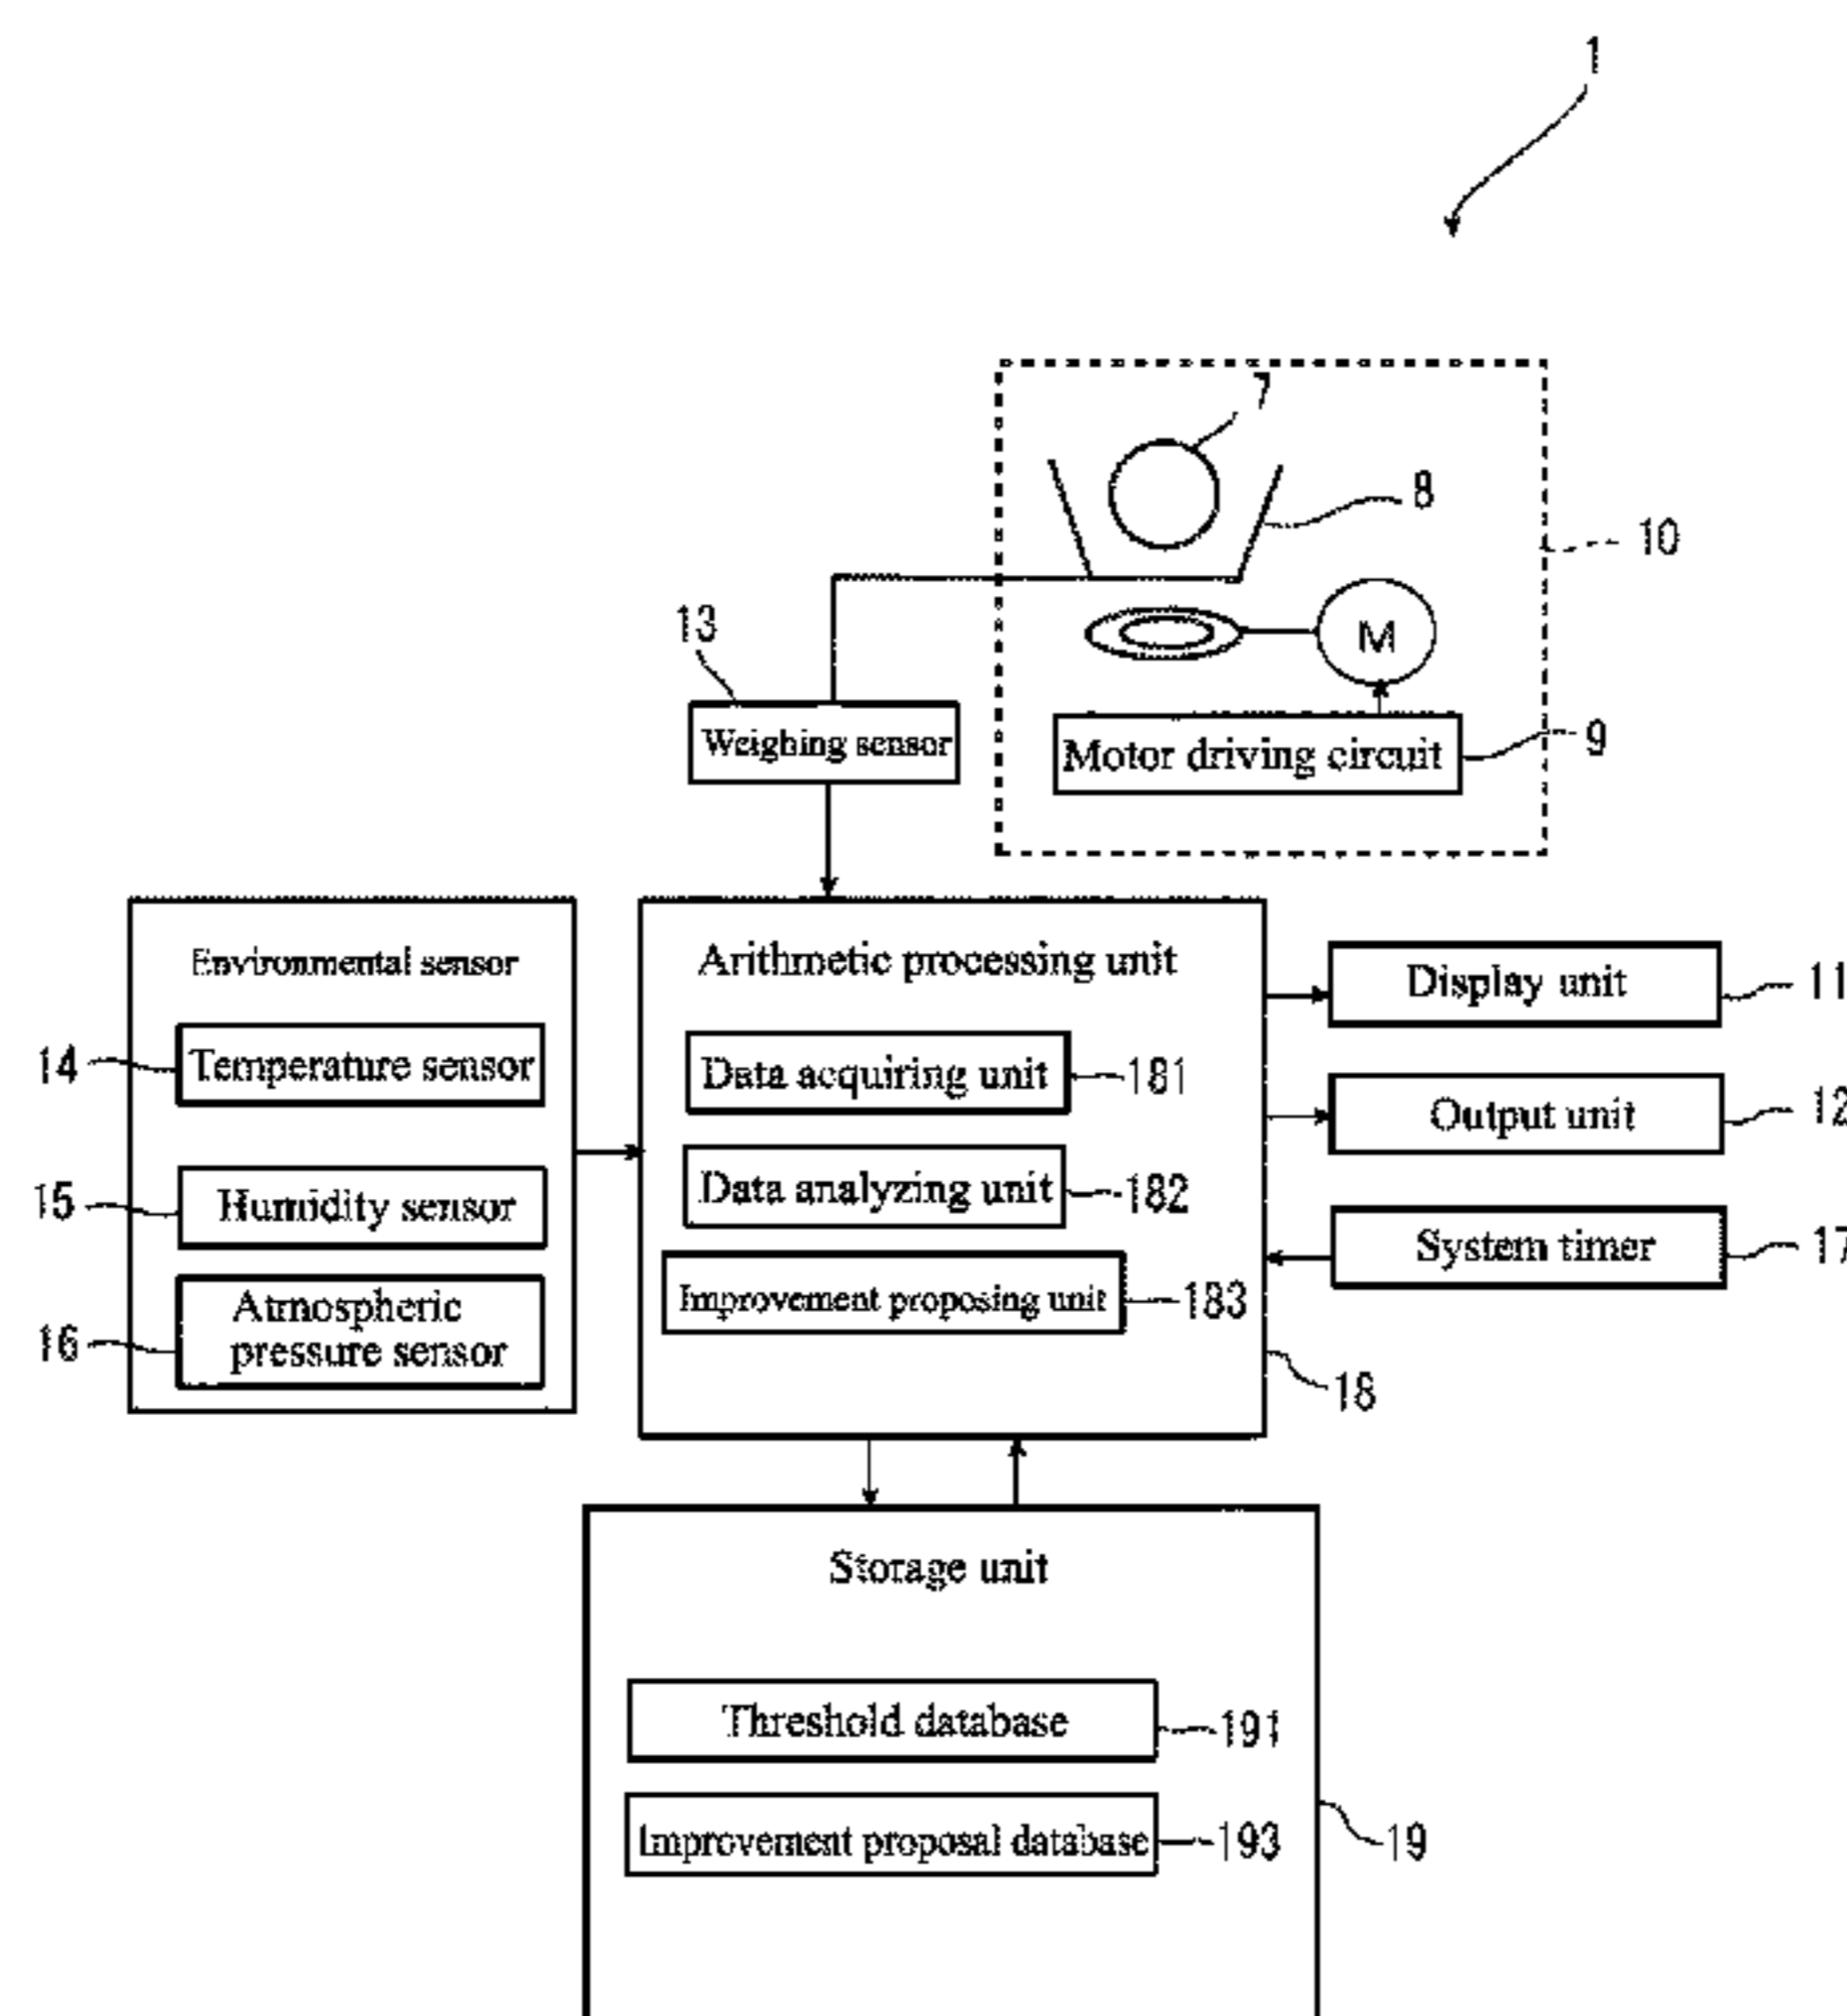 1
7
8
10
13
M
Weighing sensor
Motor driving circuit
9
Environmental sensor
Arithmetic processing unit
Display unit
11
14
Temperature sensor
Data acquiring unit
181
Output unit
12
15
Humidity sensor
Data analyzing unit
182
System timer
17
16
Atmospheric
pressure sensor
Improvement proposing unit
183
18
Storage unit
Threshold database
191
Improvement proposal database
193
19